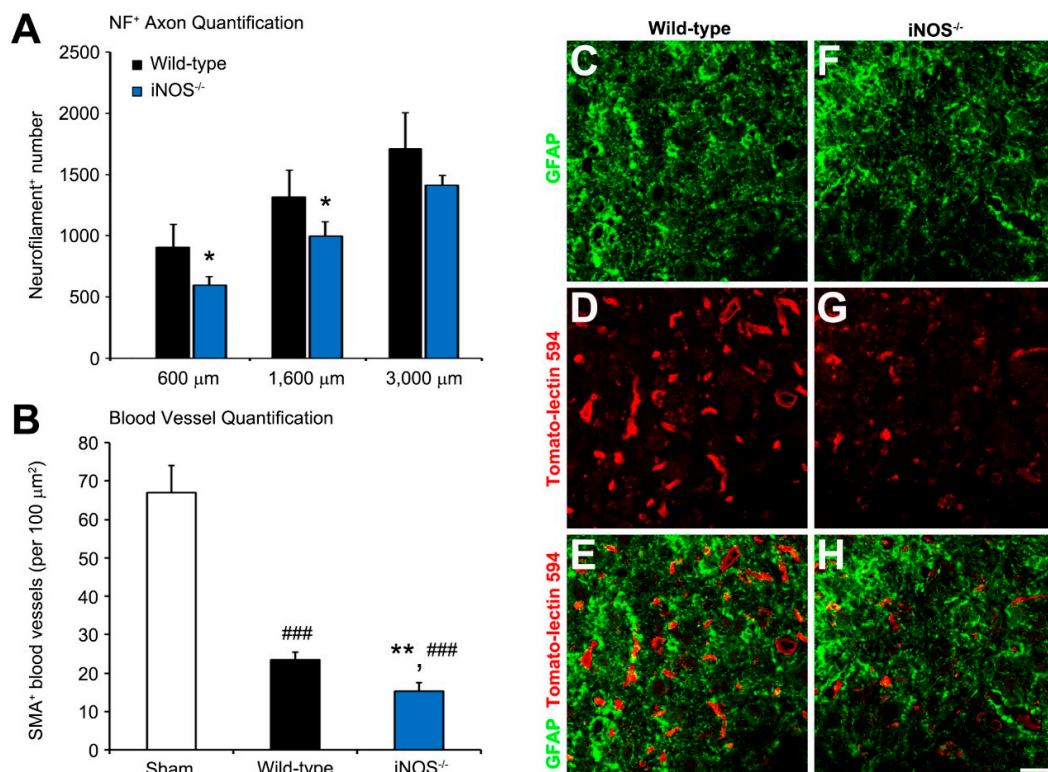 A
NF⁺ Axon Quantification
Neurofilament⁺ number
2500
2000
1500
1000
500
0
Wild-type
iNOS⁻/⁻
*
*
600 μm
1,600 μm
3,000 μm
B
Blood Vessel Quantification
SMA⁺ blood vessels (per 100 μm²)
80
70
60
50
40
30
20
10
0
###
**, ###
Sham
Wild-type
iNOS⁻/⁻
Wild-type
iNOS⁻/⁻
GFAP
C
F
Tomato-lectin 594
D
G
GFAP Tomato-lectin 594
E
H